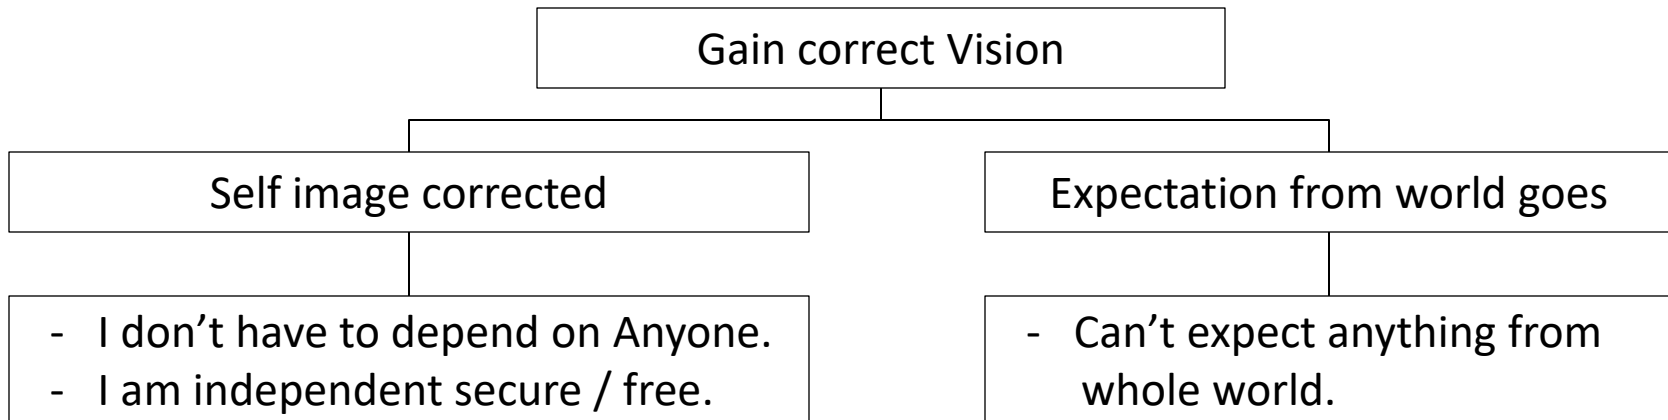 Gain correct Vision
Self image corrected
Expectation from world goes
- I don’t have to depend on Anyone.
- I am independent secure / free.
- Can’t expect anything from
whole world.